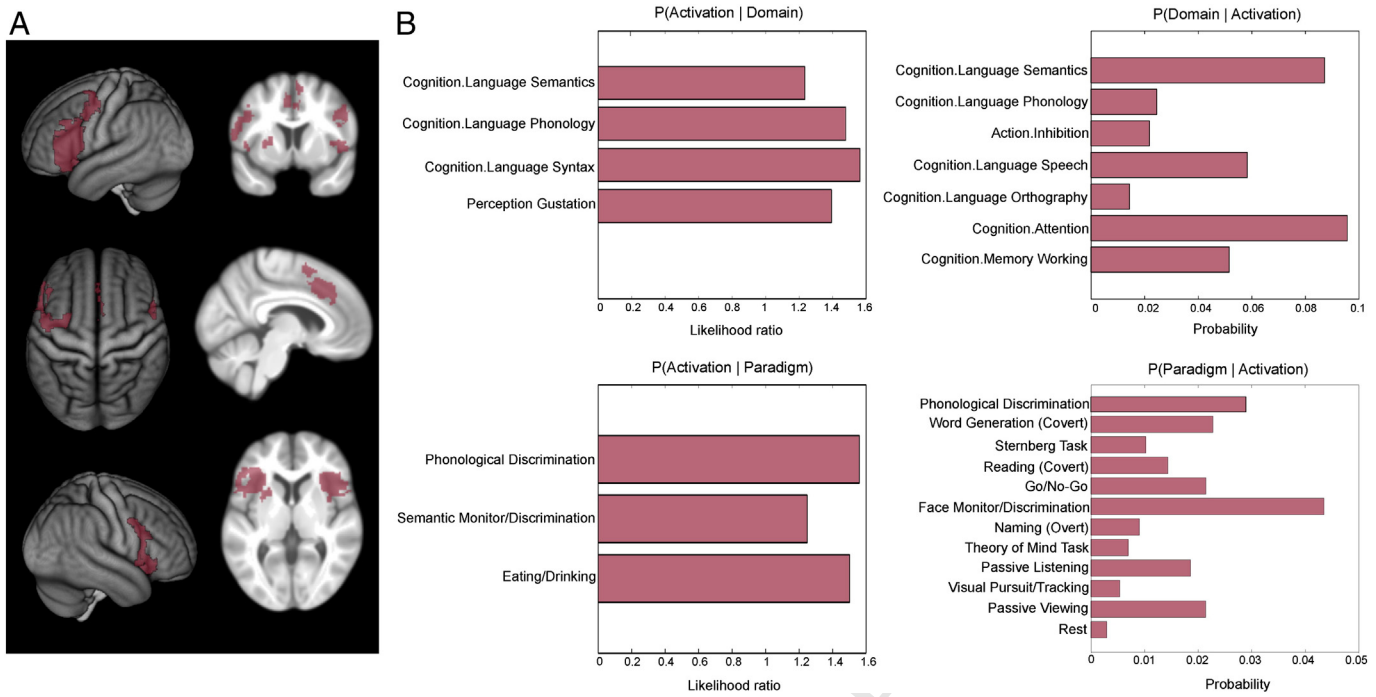 A
B
P(Activation | Domain)
Cognition.Language Semantics
Cognition.Language Phonology
Cognition.Language Syntax
Perception Gustation
0 0.2 0.4 0.6 0.8 1 1.2 1.4 1.6
Likelihood ratio
P(Domain | Activation)
Cognition.Language Semantics
Cognition.Language Phonology
Action.Inhibition
Cognition.Language Speech
Cognition.Language Orthography
Cognition.Attention
Cognition.Memory Working
0 0.02 0.04 0.06 0.08 0.1
Probability
P(Activation | Paradigm)
Phonological Discrimination
Semantic Monitor/Discrimination
Eating/Drinking
0 0.2 0.4 0.6 0.8 1 1.2 1.4 1.6
Likelihood ratio
P(Paradigm | Activation)
Phonological Discrimination
Word Generation (Covert)
Sternberg Task
Reading (Covert)
Go/No-Go
Face Monitor/Discrimination
Naming (Overt)
Theory of Mind Task
Passive Listening
Visual Pursuit/Tracking
Passive Viewing
Rest
0 0.01 0.02 0.03 0.04 0.05
Probability